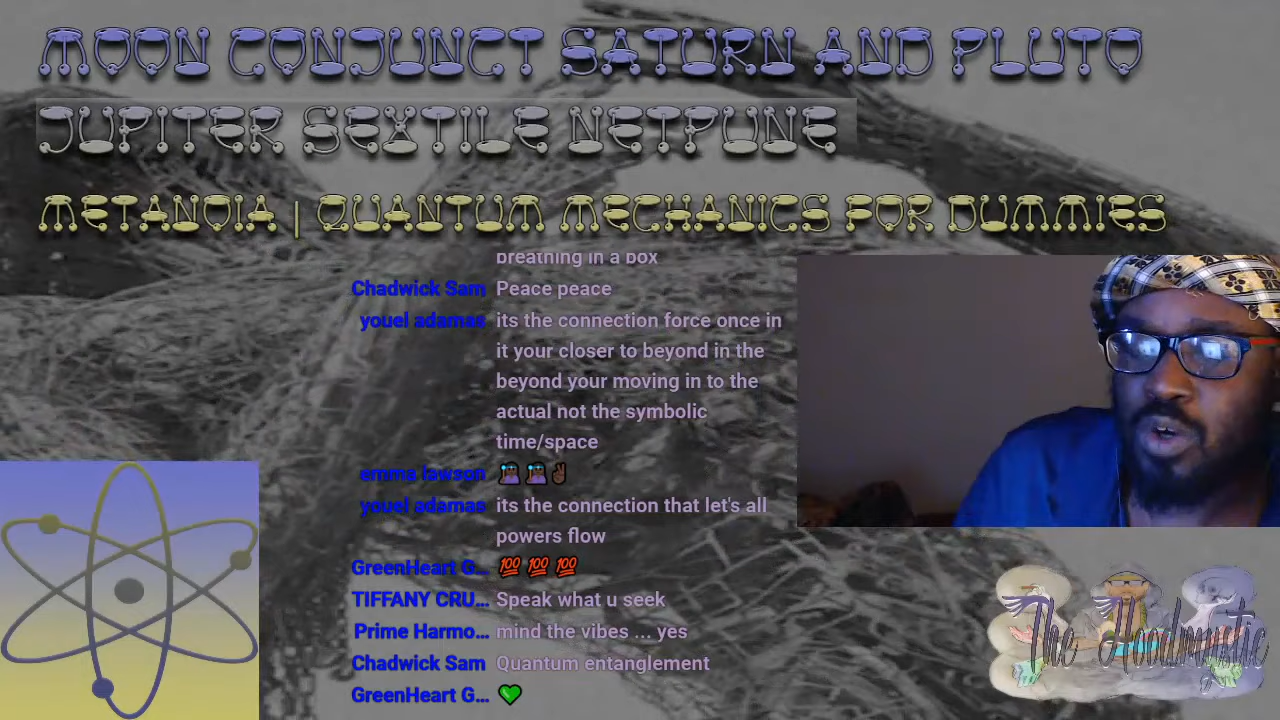 MOON CONJUNCT SATURN AND PLUTO
JUPITER SEXTILE NETPUNE
METANOIA | QUANTUM MECHANICS FOR DUMMIES
breathing in a box
Chadwick Sam Peace peace
youel adamas its the connection force once in
it your closer to beyond in the
beyond your moving in to the
actual not the symbolic
time/space
emma lawson 
youel adamas its the connection that let's all
powers flow
GreenHeart G... 💯 💯 💯
TIFFANY CRU... Speak what u seek
Prime Harmo... mind the vibes ... yes
Chadwick Sam Quantum entanglement
GreenHeart G... 💚
The Hoodmystic